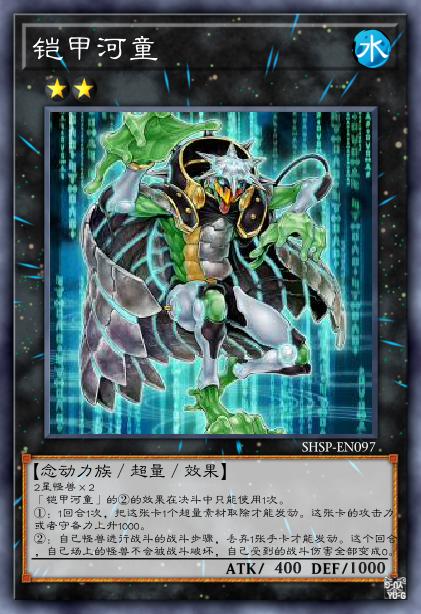 铠甲河童
水
SHSP-EN097
【念动力族／超量／效果】
2星怪兽×2
「铠甲河童」的②的效果在决斗中只能使用1次。
①：1回合1次，把这张卡1个超量素材取除才能发动。这张卡的攻击力
或者守备力上升1000。
②：自己怪兽进行战斗的战斗步骤，丢弃1张手卡才能发动。这个回合
，自己场上的怪兽不会被战斗破坏，自己受到的战斗伤害全部变成0。
ATK/ 400 DEF/1000